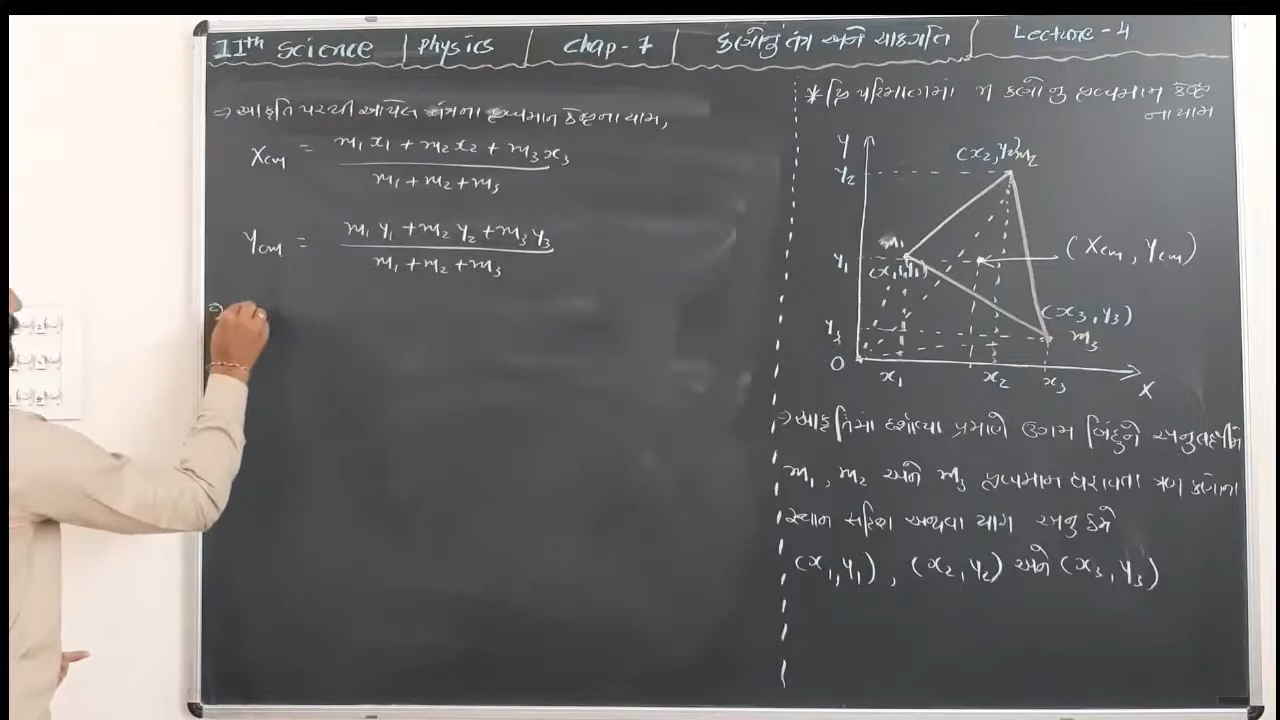 11th Science | Physics | Chap-7 | કણોનું તંત્ર અને ચાકગતિ | Lecture-4
⇒ આકૃતિ પરથી આપેલ તંત્રના દ્રવ્યમાન કેન્દ્રના યામ,
Xcm = (m₁x₁ + m₂x₂ + m₃x₃) / (m₁ + m₂ + m₃)
Ycm = (m₁y₁ + m₂y₂ + m₃y₃) / (m₁ + m₂ + m₃)
⇒
* દ્વિ પરિમાણમાં n કણોનું દ્રવ્યમાન કેન્દ્ર
ના યામ
Y
(x₂, y₂) m₂
y₂
m₁
y₁
(x₁, y₁)
(Xcm, Ycm)
(x₃, y₃)
y₃
m₃
O
x₁ x₂ x₃
X
⇒ આકૃતિમાં દર્શાવ્યા પ્રમાણે ઉગમ બિંદુને અનુલક્ષીને
m₁, m₂ અને m₃ દ્રવ્યમાન ધરાવતા ત્રણ કણોના
સ્થાન સદિશ અથવા યામ અનુક્રમે
(x₁, y₁), (x₂, y₂) અને (x₃, y₃)